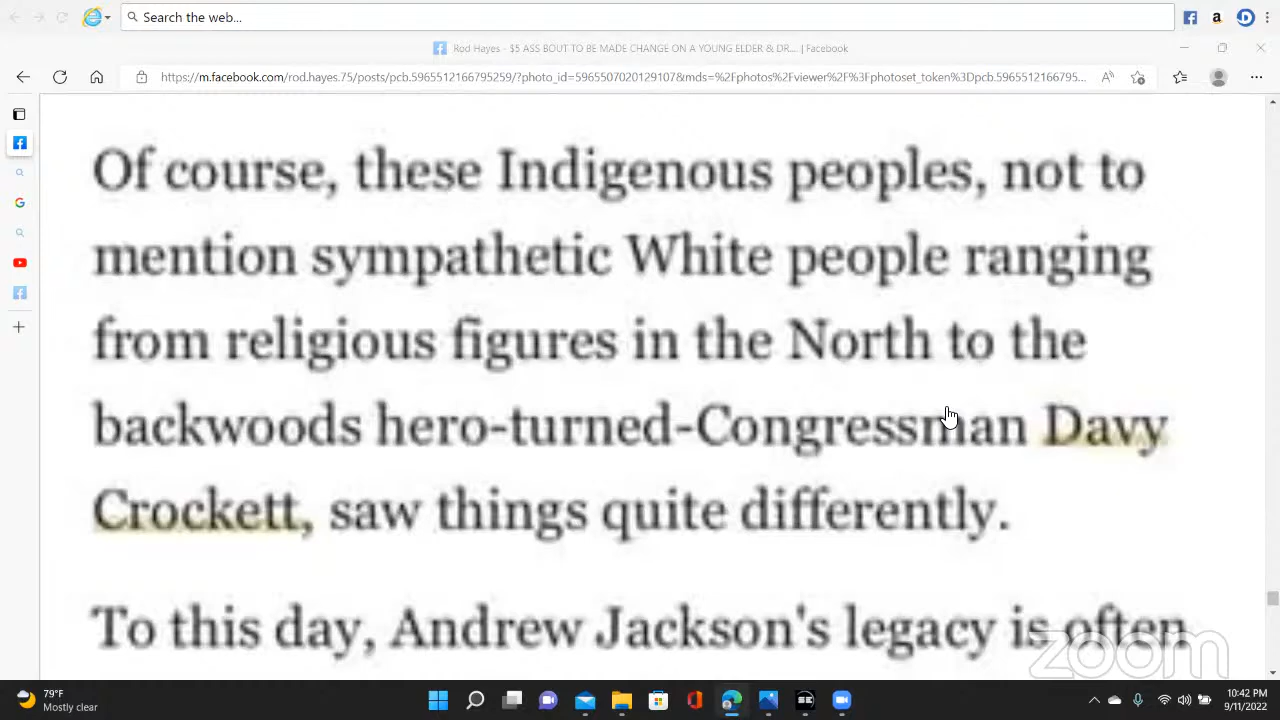 Search the web...
Rod Hayes - $5 ASS BOUT TO BE MADE CHANGE ON A YOUNG ELDER & DR... | Facebook
https://m.facebook.com/rod.hayes.75/posts/pcb.5965512166795259/?photo_id=5965507020129107&mds=%2Fphotos%2Fviewer%2F%3Fphotoset_token%3Dpcb.5965512166795...
Of course, these Indigenous peoples, not to
mention sympathetic White people ranging
from religious figures in the North to the
backwoods hero-turned-Congressman Davy
Crockett, saw things quite differently.
To this day, Andrew Jackson's legacy is often
zoom
79°F
Mostly clear
10:42 PM
9/11/2022